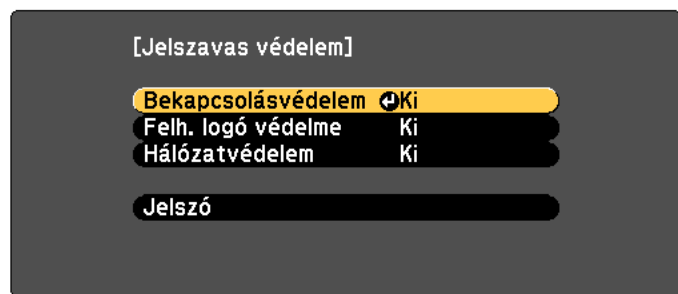 [Jelszavas védelem]
Bekapcsolásvédelem Ki
Felh. logó védelme Ki
Hálózatvédelem Ki
Jelszó